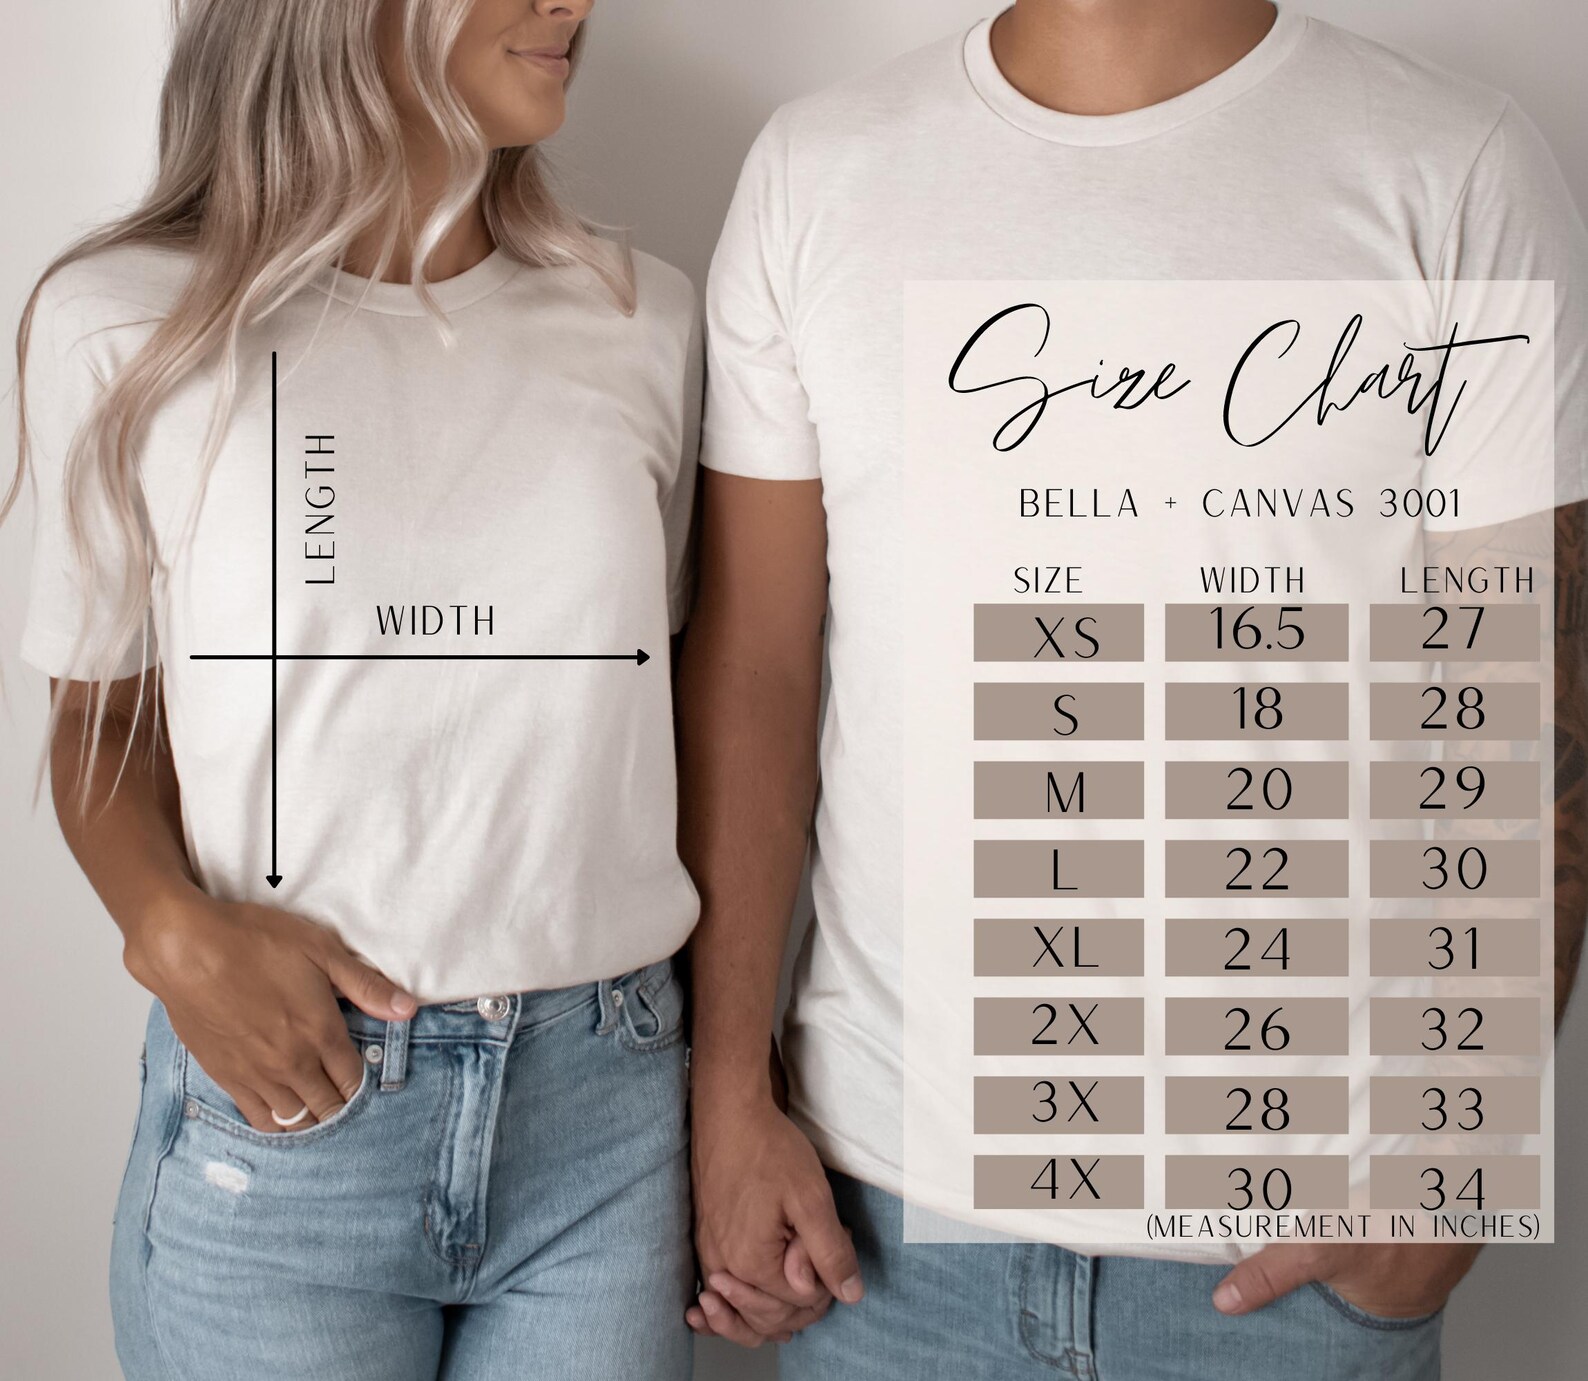 LENGTH
WIDTH
Size Chart
BELLA + CANVAS 3001
SIZE WIDTH LENGTH
XS 16.5 27
S 18 28
M 20 29
L 22 30
XL 24 31
2X 26 32
3X 28 33
4X 30 34
(MEASUREMENT IN INCHES)